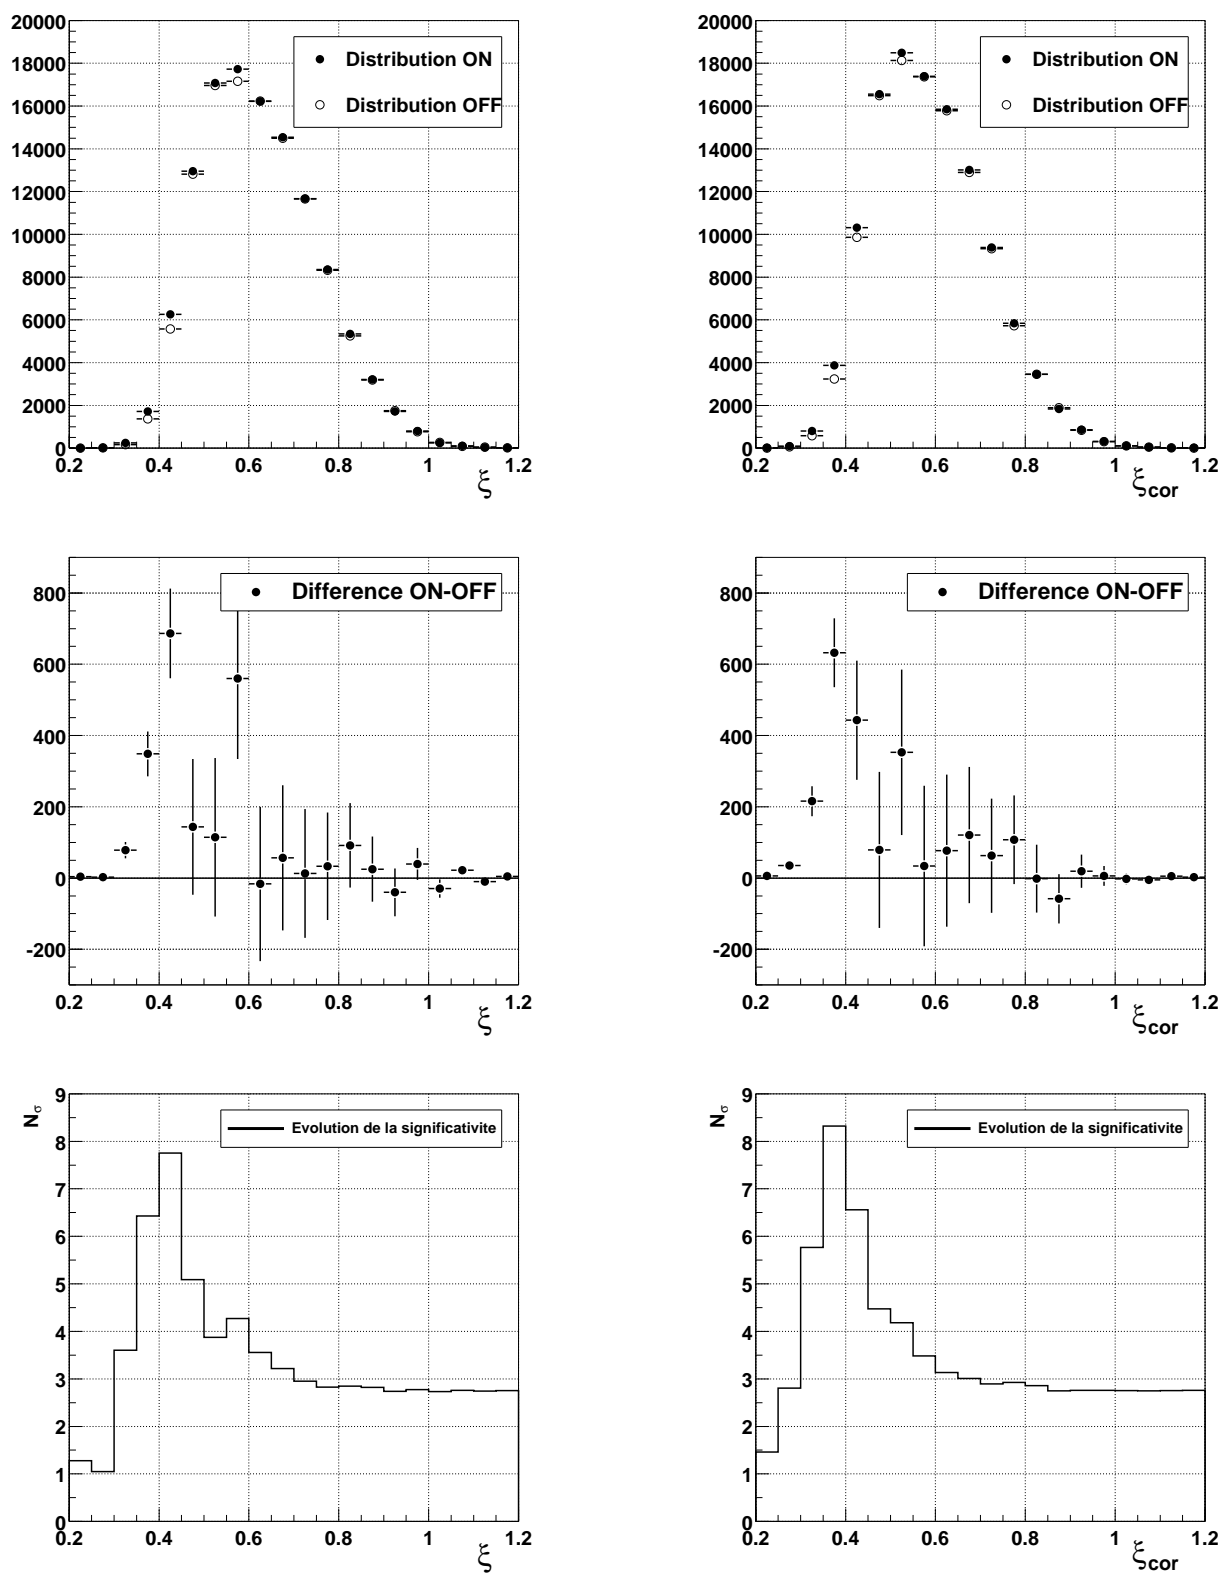 20000
18000
16000
14000
12000
10000
8000
6000
4000
2000
0
Distribution ON
Distribution OFF
0.2 0.4 0.6 0.8 1 1.2
ξ
20000
18000
16000
14000
12000
10000
8000
6000
4000
2000
0
Distribution ON
Distribution OFF
0.2 0.4 0.6 0.8 1 1.2
ξcor
800
600
400
200
0
-200
Difference ON-OFF
0.2 0.4 0.6 0.8 1 1.2
ξ
800
600
400
200
0
-200
Difference ON-OFF
0.2 0.4 0.6 0.8 1 1.2
ξcor
Nσ
9
8
7
6
5
4
3
2
1
0
Evolution de la significativite
0.2 0.4 0.6 0.8 1 1.2
ξ
Nσ
9
8
7
6
5
4
3
2
1
0
Evolution de la significativite
0.2 0.4 0.6 0.8 1 1.2
ξcor